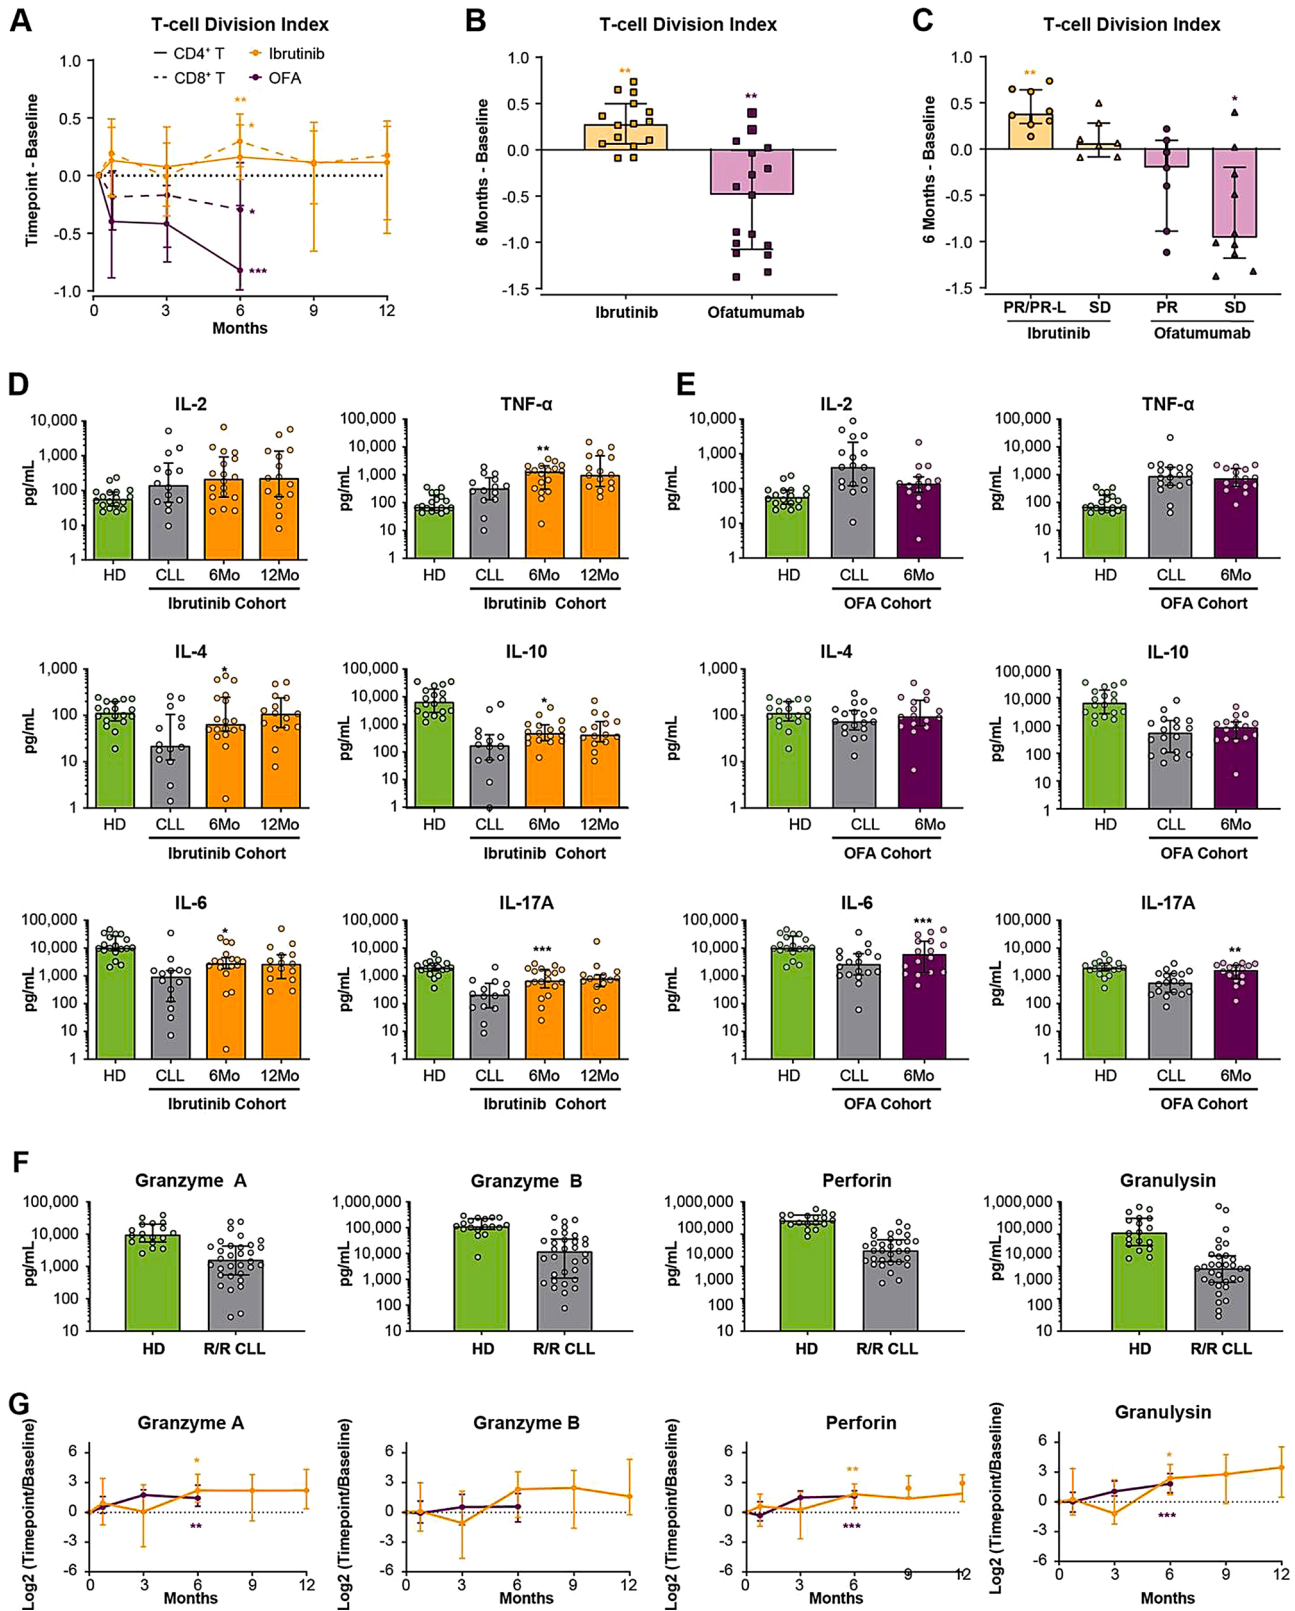 A
T-cell Division Index
CD4+ T
Ibrutinib
CD8+ T
OFA
Timepoint - Baseline
1.0
0.5
0.0
-0.5
-1.0
**
*
*
***
0 3 6 9 12
Months
B
T-cell Division Index
6 Months - Baseline
1.0
0.5
0.0
-0.5
-1.0
-1.5
**
**
Ibrutinib Ofatumumab
C
T-cell Division Index
6 Months - Baseline
1.0
0.5
0.0
-0.5
-1.0
-1.5
**
*
PR/PR-L SD PR SD
Ibrutinib Ofatumumab
D
IL-2
pg/mL
10,000
1,000
100
10
1
HD CLL 6Mo 12Mo
Ibrutinib Cohort
TNF-α
pg/mL
100,000
10,000
1,000
100
10
1
**
HD CLL 6Mo 12Mo
Ibrutinib Cohort
E
IL-2
pg/mL
100,000
10,000
1,000
100
10
1
HD CLL 6Mo
OFA Cohort
TNF-α
pg/mL
100,000
10,000
1,000
100
10
1
HD CLL 6Mo
OFA Cohort
IL-4
pg/mL
1,000
100
10
1
*
HD CLL 6Mo 12Mo
Ibrutinib Cohort
IL-10
pg/mL
100,000
10,000
1,000
100
10
1
*
HD CLL 6Mo 12Mo
Ibrutinib Cohort
IL-4
pg/mL
1,000
100
10
1
HD CLL 6Mo
OFA Cohort
IL-10
pg/mL
100,000
10,000
1,000
100
10
1
HD CLL 6Mo
OFA Cohort
IL-6
pg/mL
100,000
10,000
1,000
100
10
1
*
HD CLL 6Mo 12Mo
Ibrutinib Cohort
IL-17A
pg/mL
100,000
10,000
1,000
100
10
1
***
HD CLL 6Mo 12Mo
Ibrutinib Cohort
IL-6
pg/mL
100,000
10,000
1,000
100
10
1
***
HD CLL 6Mo
OFA Cohort
IL-17A
pg/mL
100,000
10,000
1,000
100
10
1
**
HD CLL 6Mo
OFA Cohort
F
Granzyme A
pg/mL
100,000
10,000
1,000
100
10
HD R/R CLL
Granzyme B
pg/mL
1,000,000
100,000
10,000
1,000
100
10
HD R/R CLL
Perforin
pg/mL
1,000,000
100,000
10,000
1,000
100
10
HD R/R CLL
Granulysin
pg/mL
1,000,000
100,000
10,000
1,000
100
10
HD R/R CLL
G
Granzyme A
Log2 (Timepoint/Baseline)
6
3
0
-3
-6
*
**
0 3 6 9 12
Months
Granzyme B
Log2 (Timepoint/Baseline)
6
3
0
-3
-6
0 3 6 9 12
Months
Perforin
Log2 (Timepoint/Baseline)
6
3
0
-3
-6
**
***
0 3 6 9 12
Months
Granulysin
Log2 (Timepoint/Baseline)
6
3
0
-3
-6
*
***
0 3 6 9 12
Months